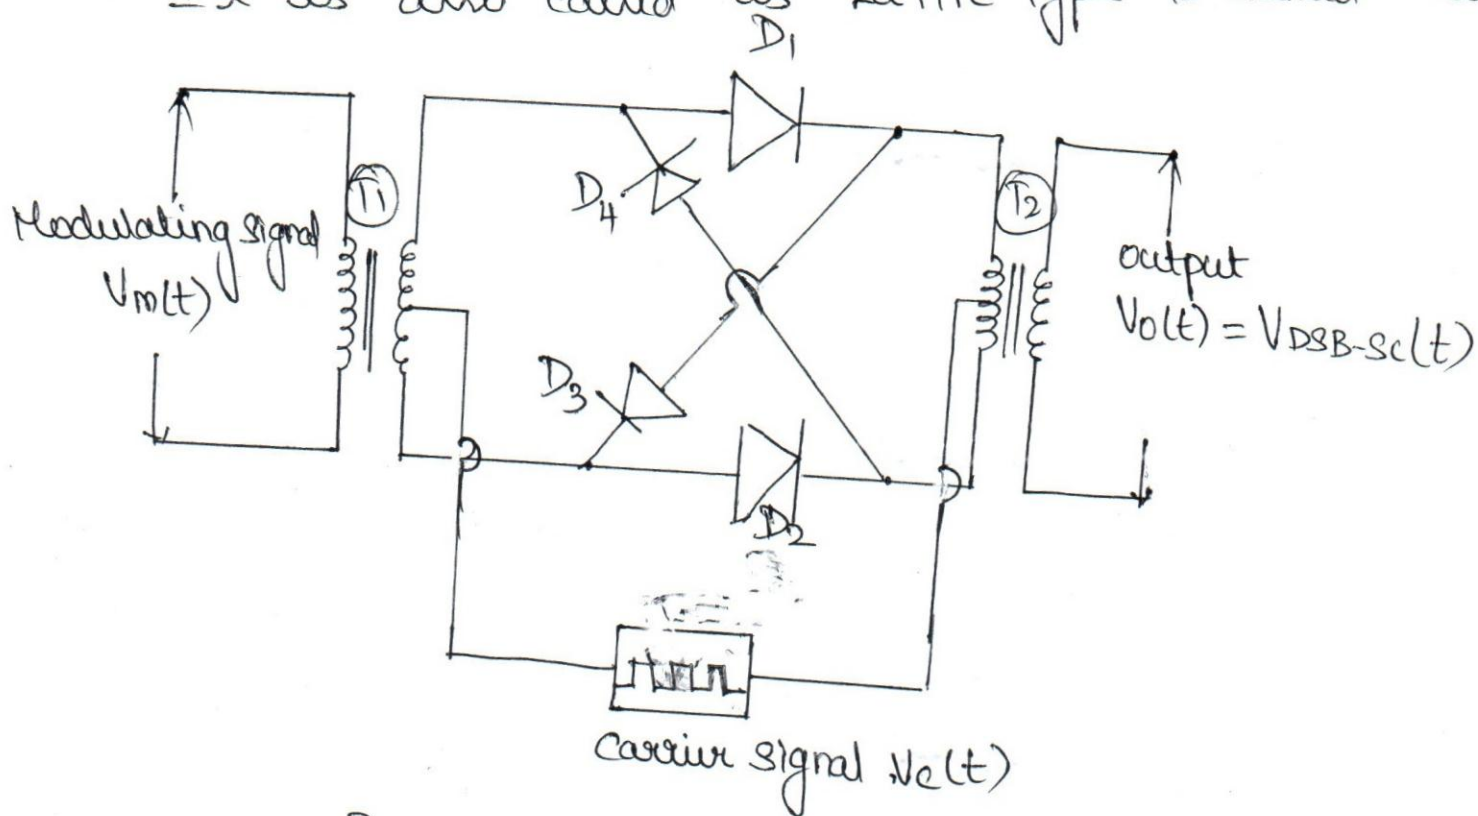 D1
T1
T2
D4
Modulating Signal
Vm(t)
output
Vo(t) = VDSB-SC(t)
D3
D2
Carrier Signal Vc(t)